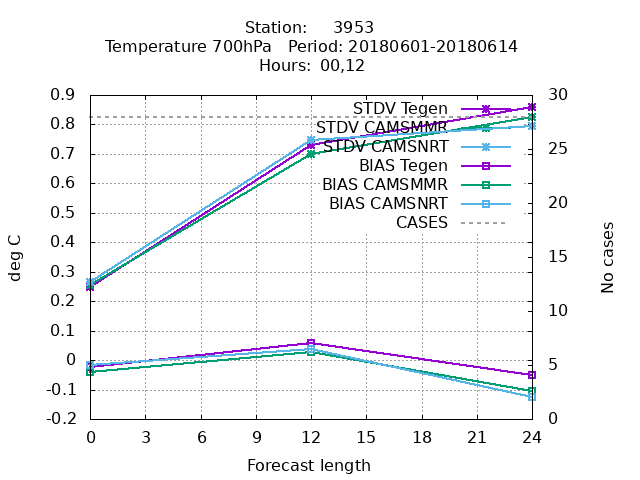 Station: 3953
Temperature 700hPa Period: 20180601-20180614
Hours: 00,12
deg C
0.9
0.8
0.7
0.6
0.5
0.4
0.3
0.2
0.1
0
-0.1
-0.2
STDV Tegen
STDV CAMSMMR
STDV CAMSNRT
BIAS Tegen
BIAS CAMSMMR
BIAS CAMSNRT
CASES
30
25
20
15
10
5
0
No cases
0 3 6 9 12 15 18 21 24
Forecast length